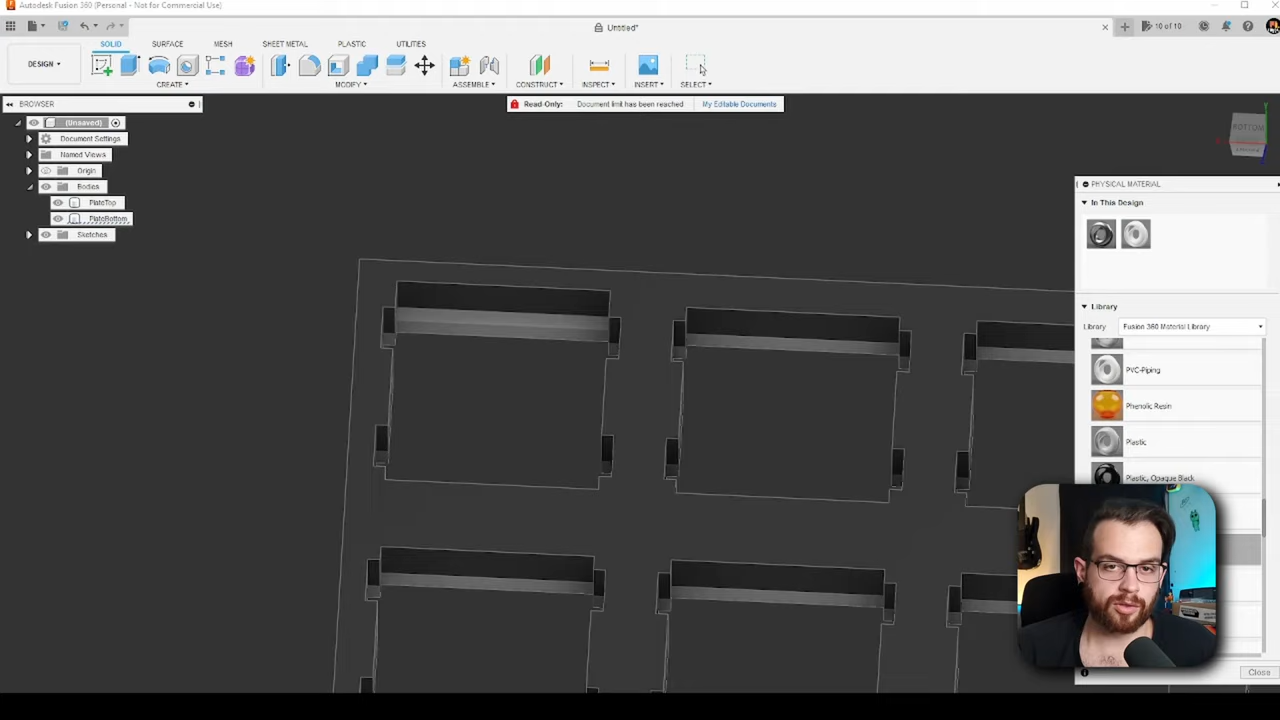 Autodesk Fusion 360 (Personal - Not for Commercial Use)
Untitled*
10 of 10
SOLID SURFACE MESH SHEET METAL PLASTIC UTILITIES
DESIGN
CREATE MODIFY ASSEMBLE CONSTRUCT INSPECT INSERT SELECT
BROWSER
Read-Only: Document limit has been reached My Editable Documents
(Unsaved)
Document Settings
Named Views
Origin
Bodies
PlateTop
PlateBottom
Sketches
BOTTOM
PHYSICAL MATERIAL
In This Design
Library
Library Fusion 360 Material Library
PVC-Piping
Phenolic Resin
Plastic
Plastic, Opaque Black
Close